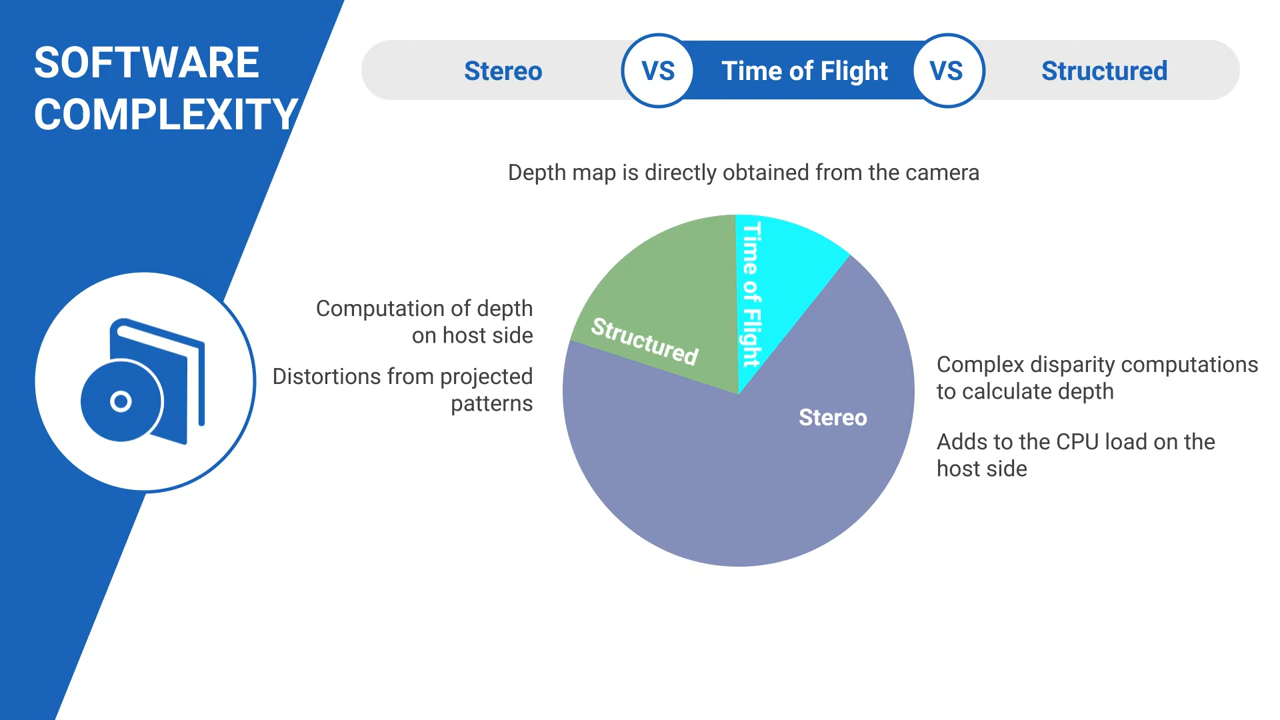 SOFTWARE
COMPLEXITY
Stereo
VS
Time of Flight
VS
Structured
Depth map is directly obtained from the camera
Time of Flight
Structured
Stereo
Computation of depth
on host side
Distortions from projected
patterns
Complex disparity computations
to calculate depth
Adds to the CPU load on the
host side